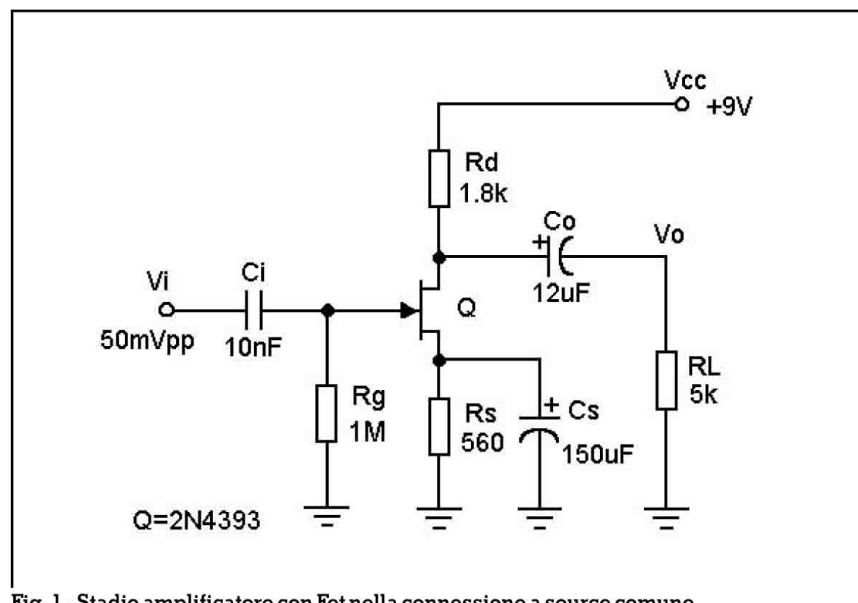 Vcc
+9V
Rd
1.8k
Co
+
12uF
Vo
Vi
Ci
50mVpp
10nF
Q
Rg
1M
Rs
560
+
Cs
150uF
RL
5k
Q=2N4393
Fig. 1 - Stadio amplificatore con Fet nella connessione a source comune